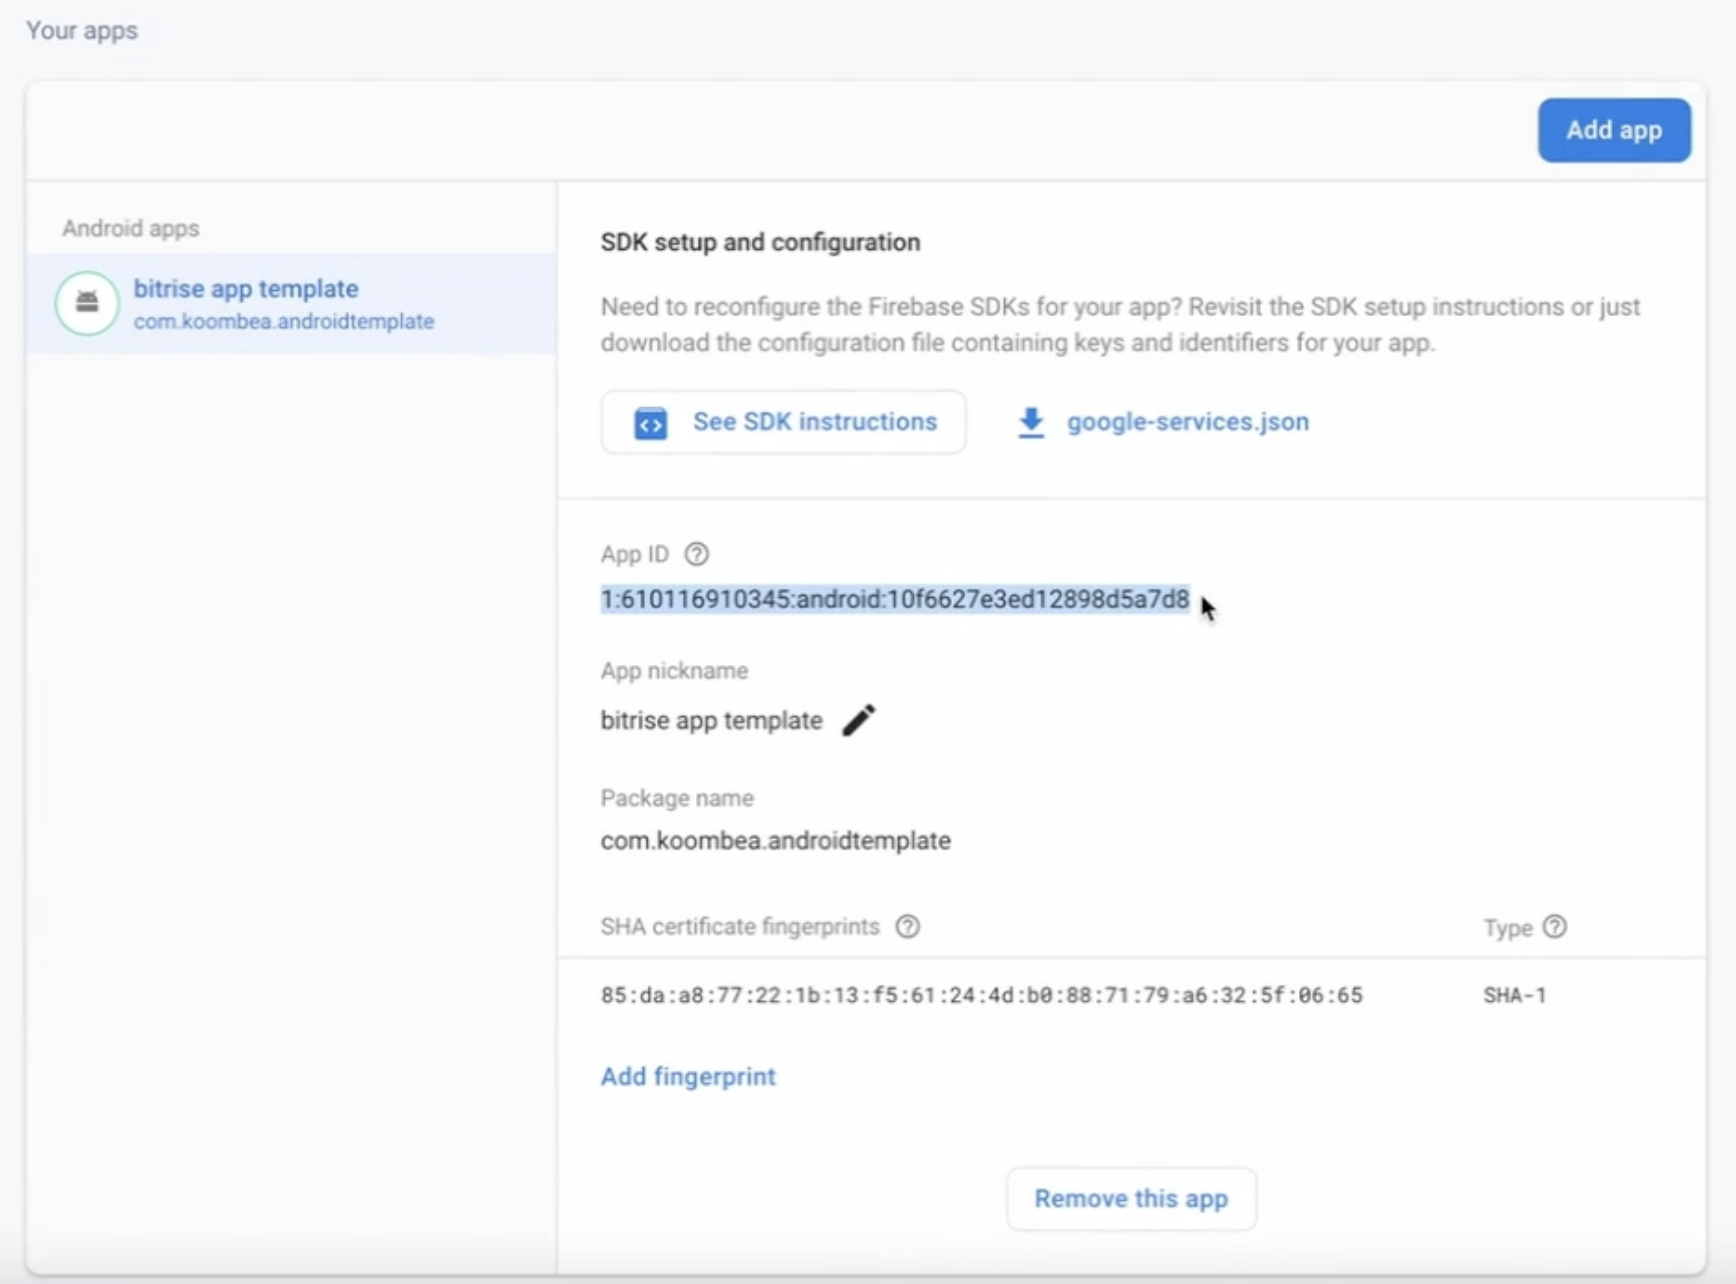 Your apps
Add app
Android apps
bitrise app template
com.koombea.androidtemplate
SDK setup and configuration
Need to reconfigure the Firebase SDKs for your app? Revisit the SDK setup instructions or just
download the configuration file containing keys and identifiers for your app.
See SDK instructions
google-services.json
App ID
1:610116910345:android:10f6627e3ed12898d5a7d8
App nickname
bitrise app template
Package name
com.koombea.androidtemplate
SHA certificate fingerprints
Type
85:da:a8:77:22:1b:13:f5:61:24:4d:b0:88:71:79:a6:32:5f:06:65
SHA-1
Add fingerprint
Remove this app